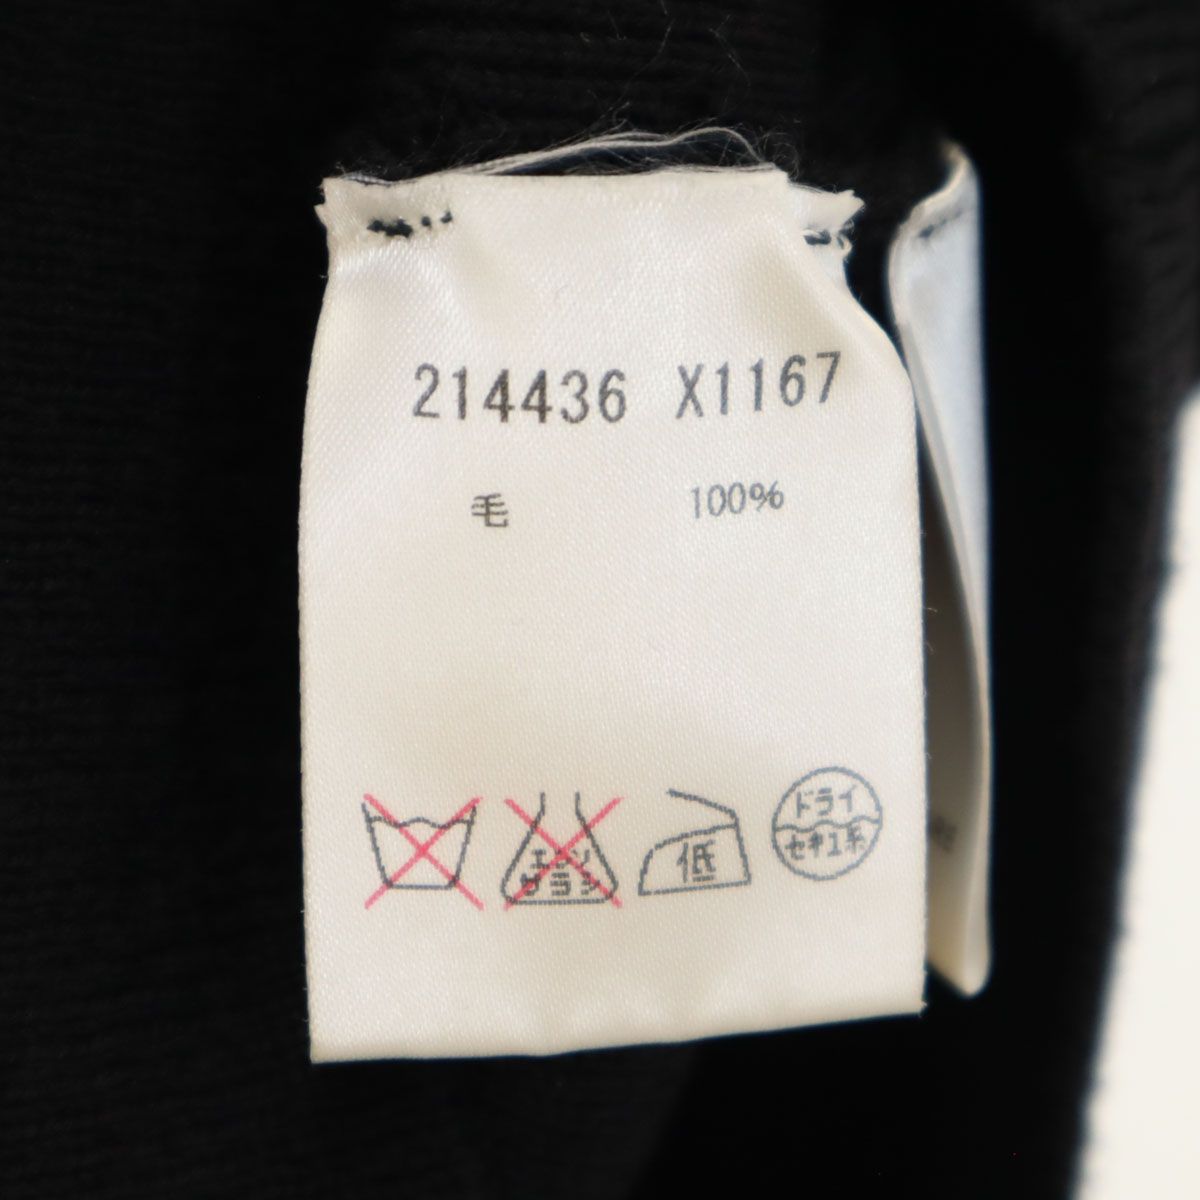 214436 X1167
毛 100%
エンソ
サラシ
低
ドライ
セキユ系